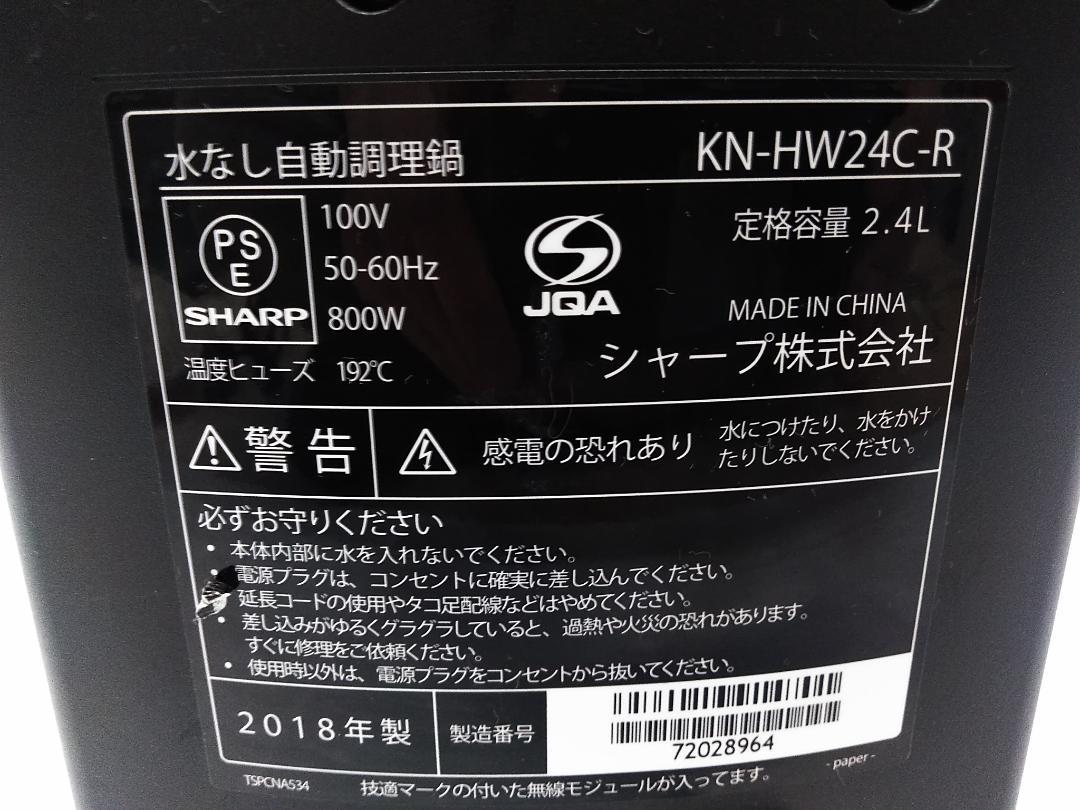 水なし自動調理鍋 KN-HW24C-R
PS
E
SHARP
100V
50-60Hz
800W
JQA
定格容量 2.4L
MADE IN CHINA
シャープ株式会社
温度ヒューズ 192℃
警告
感電の恐れあり
水につけたり、水をかけ
たりしないでください。
必ずお守りください
・本体内部に水を入れないでください。
・電源プラグは、コンセントに確実に差し込んでください。
延長コードの使用やタコ足配線などはやめてください。
・差し込みがゆるくグラグラしていると、過熱や火災の恐れがあります。
すぐに修理をご依頼ください。
・使用時以外は、電源プラグをコンセントから抜いてください。
2018年製
製造番号
72028964
TSPCNA534
技適マークの付いた無線モジュールが入ってます。
-paper-